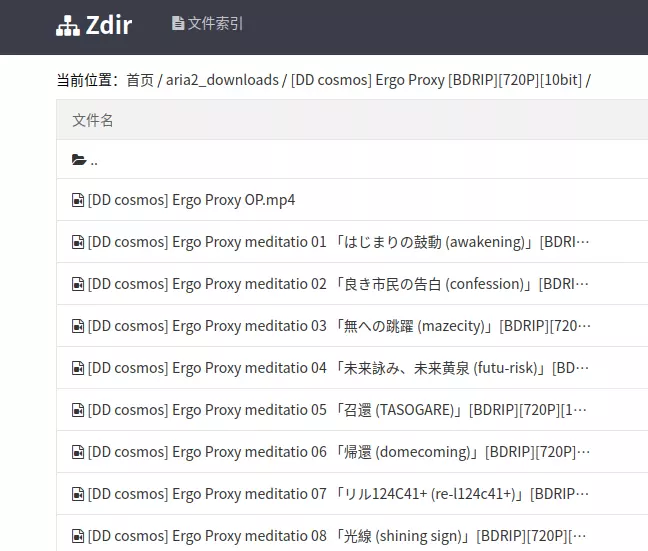 Zdir 文件索引
当前位置：首页 / aria2_downloads / [DD cosmos] Ergo Proxy [BDRIP][720P][10bit] /
文件名
..
[DD cosmos] Ergo Proxy OP.mp4
[DD cosmos] Ergo Proxy meditatio 01 「はじまりの鼓動 (awakening)」[BDRI…
[DD cosmos] Ergo Proxy meditatio 02 「良き市民の告白 (confession)」[BDRI…
[DD cosmos] Ergo Proxy meditatio 03 「無への跳躍 (mazecity)」[BDRIP][720…
[DD cosmos] Ergo Proxy meditatio 04 「未来詠み、未来黄泉 (futu-risk)」[BD…
[DD cosmos] Ergo Proxy meditatio 05 「召還 (TASOGARE)」[BDRIP][720P][1…
[DD cosmos] Ergo Proxy meditatio 06 「帰還 (domecoming)」[BDRIP][720P]…
[DD cosmos] Ergo Proxy meditatio 07 「リル124C41+ (re-l124c41+)」[BDRIP…
[DD cosmos] Ergo Proxy meditatio 08 「光線 (shining sign)」[BDRIP][720P][…